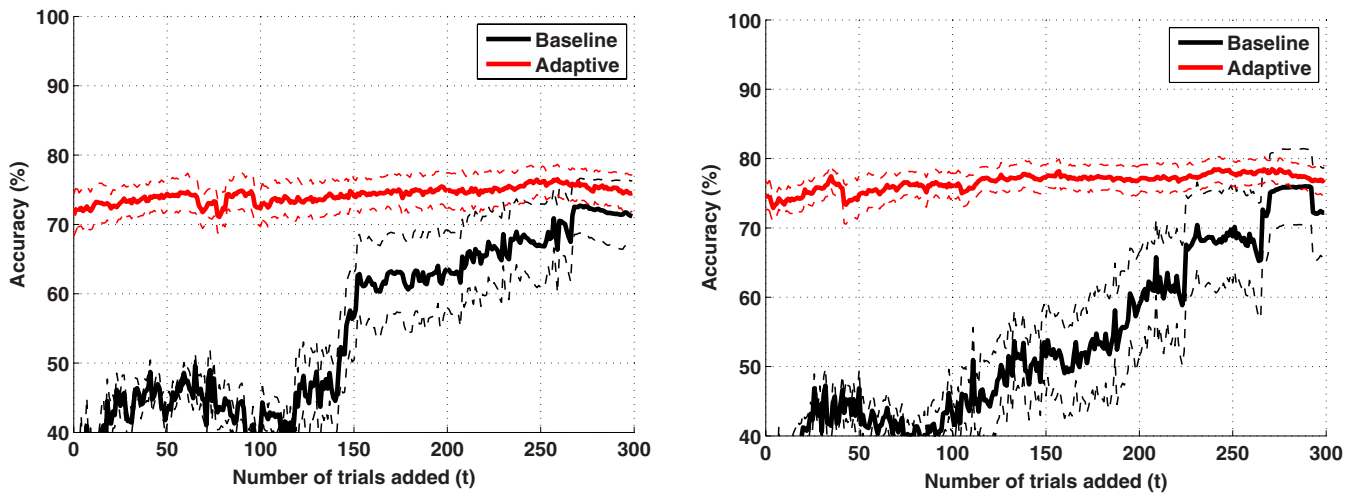 100
90
80
70
60
50
40
Accuracy (%)
0 50 100 150 200 250 300
Number of trials added (t)
Baseline
Adaptive
100
90
80
70
60
50
40
Accuracy (%)
0 50 100 150 200 250 300
Number of trials added (t)
Baseline
Adaptive